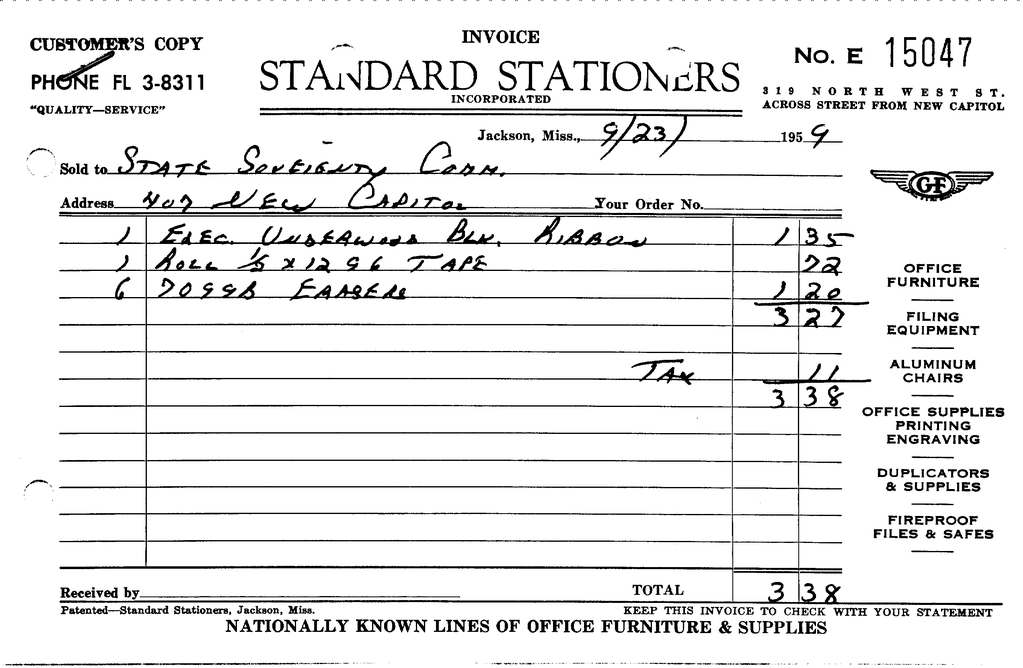 CUSTOMER'S COPY
PHONE FL 3-8311
"QUALITY—SERVICE"
INVOICE
STANDARD STATIONERS
INCORPORATED
No. E 15047
319 NORTH WEST ST.
ACROSS STREET FROM NEW CAPITOL
Jackson, Miss., 9/23/ 1959
Sold to STATE SOVEIGNTY COMM.
Address 407 NEW CAPITOL Your Order No.
1 ELEC. UNDERWOOD BLK. RIBBON 1 35
1 ROLL 1/2 X 1296 TAPE 72
6 7099B ERASERS 1 20
3 27
TAX 11
3 38
GF
OFFICE
FURNITURE
FILING
EQUIPMENT
ALUMINUM
CHAIRS
OFFICE SUPPLIES
PRINTING
ENGRAVING
DUPLICATORS
& SUPPLIES
FIREPROOF
FILES & SAFES
Received by TOTAL 3 38
Patented—Standard Stationers, Jackson, Miss. KEEP THIS INVOICE TO CHECK WITH YOUR STATEMENT
NATIONALLY KNOWN LINES OF OFFICE FURNITURE & SUPPLIES